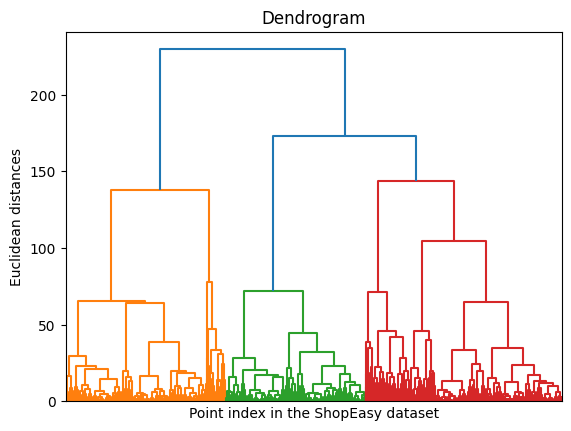 Dendrogram
Euclidean distances
200
150
100
50
0
Point index in the ShopEasy dataset